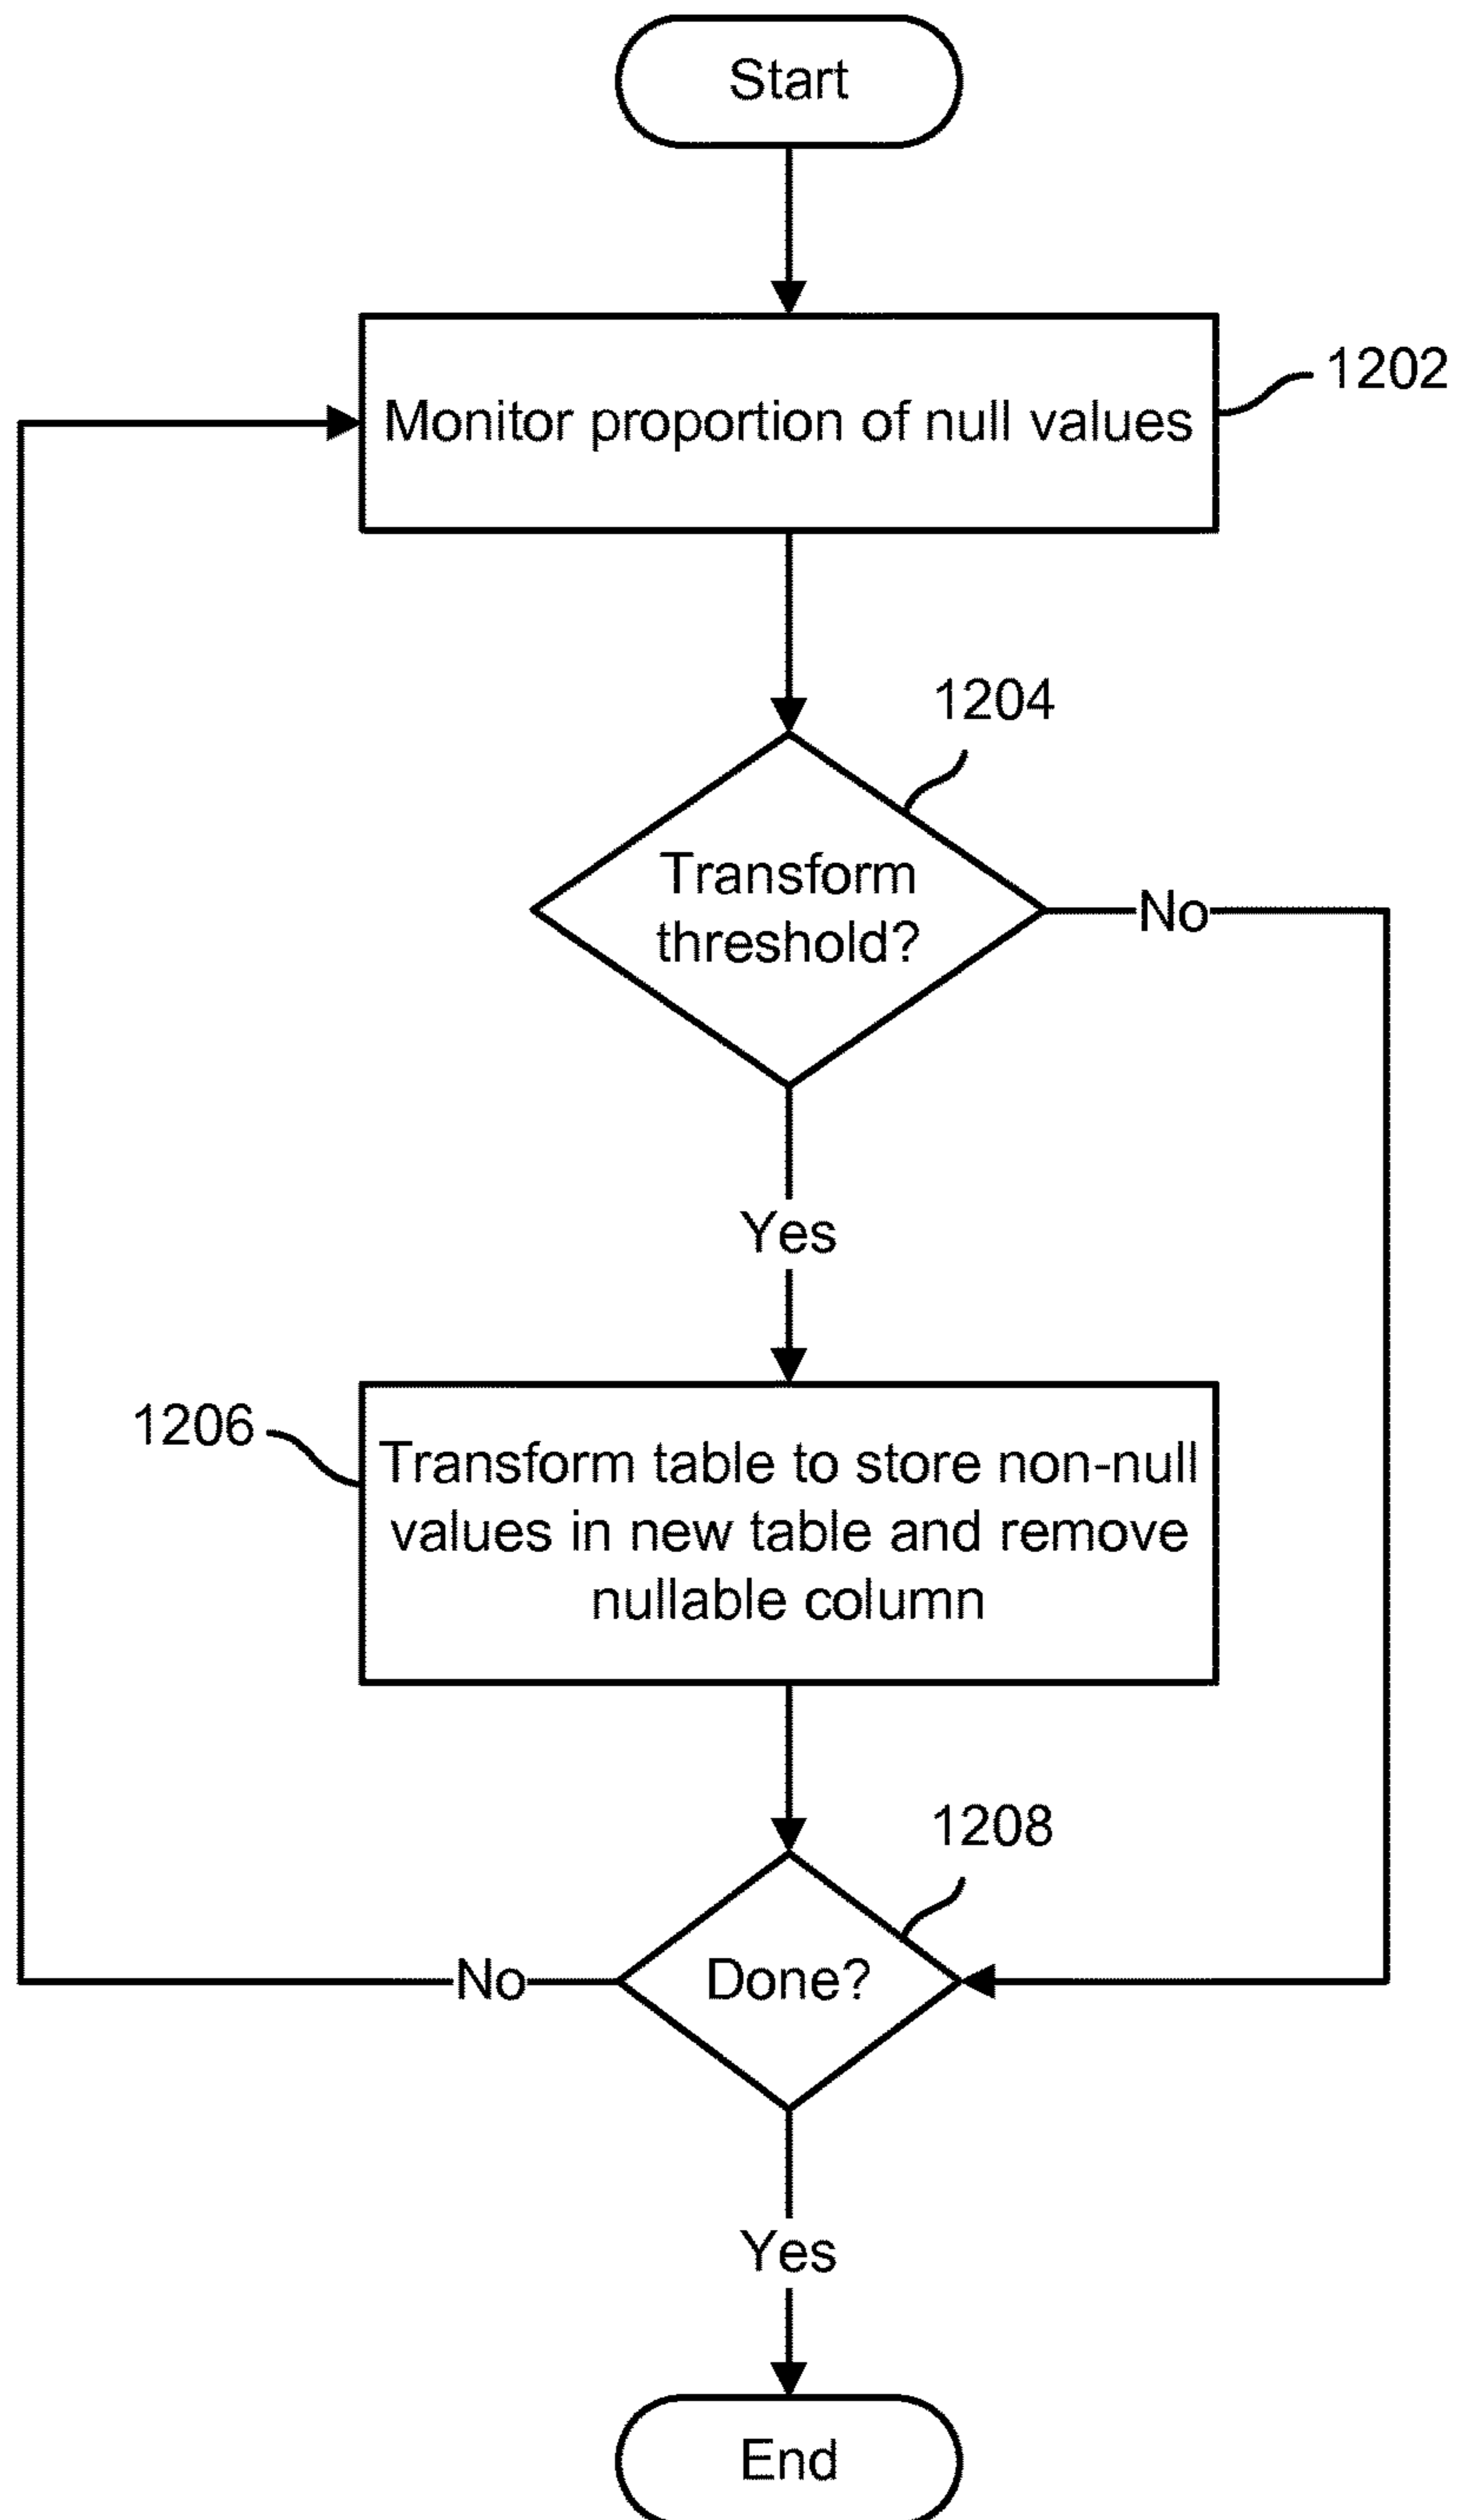 Start
Monitor proportion of null values
1202
1204
Transform
threshold?
No
Yes
1206
Transform table to store non-null
values in new table and remove
nullable column
1208
Done?
No
Yes
End